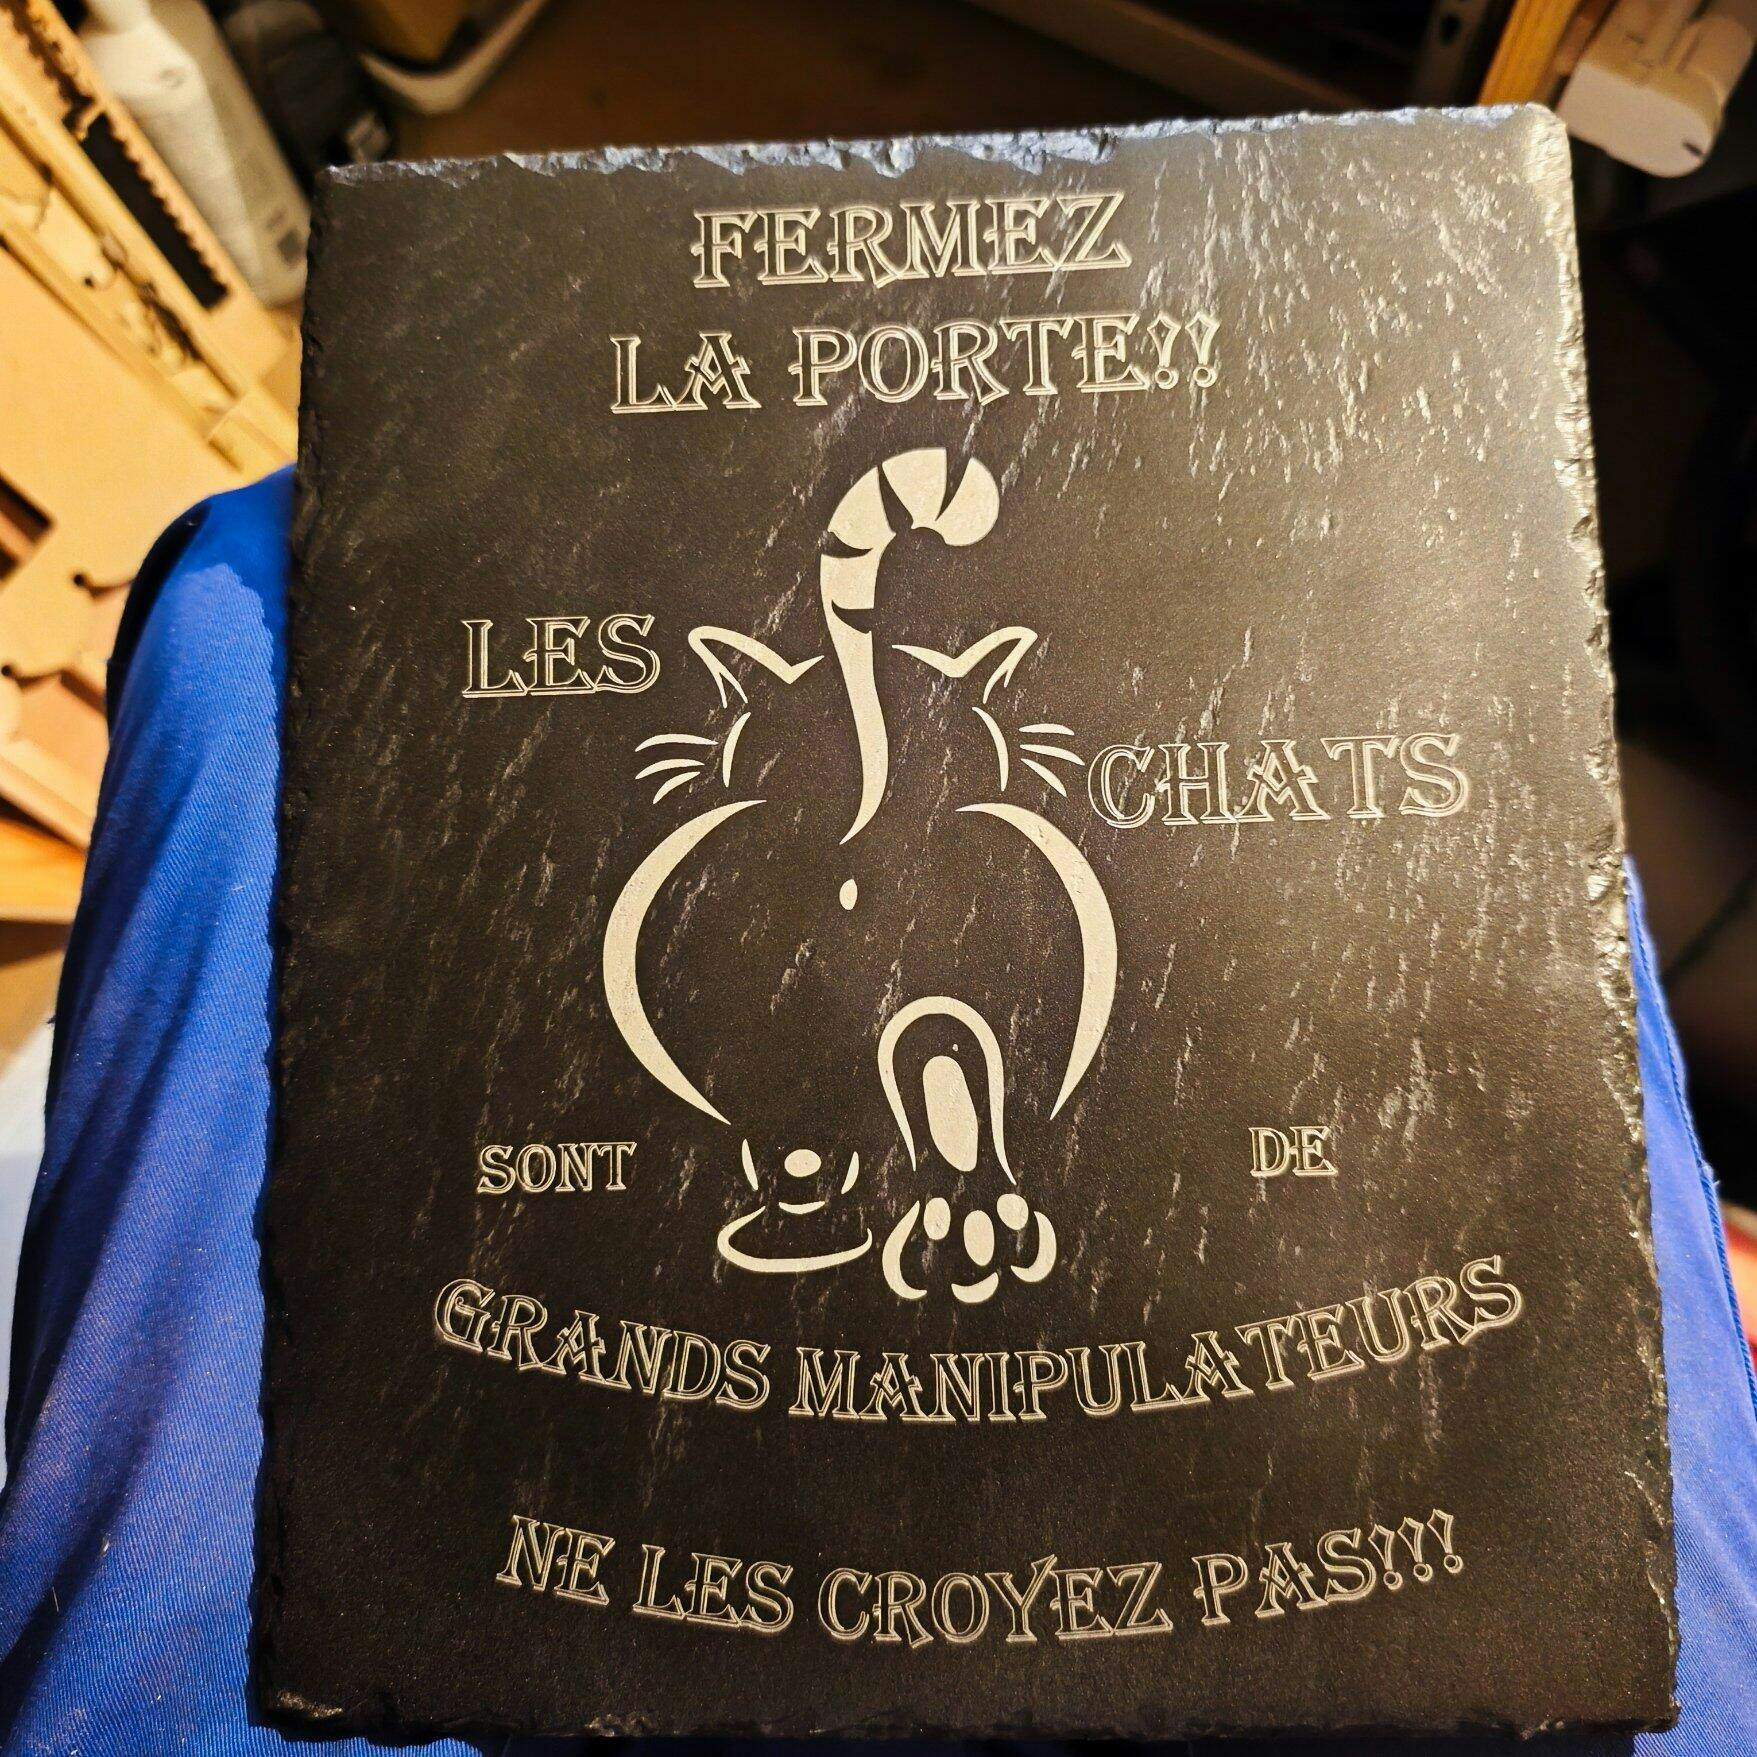 FERMEZ
LA PORTE!!
LES
CHATS
SONT DE
GRANDS MANIPULATEURS
NE LES CROYEZ PAS!!!